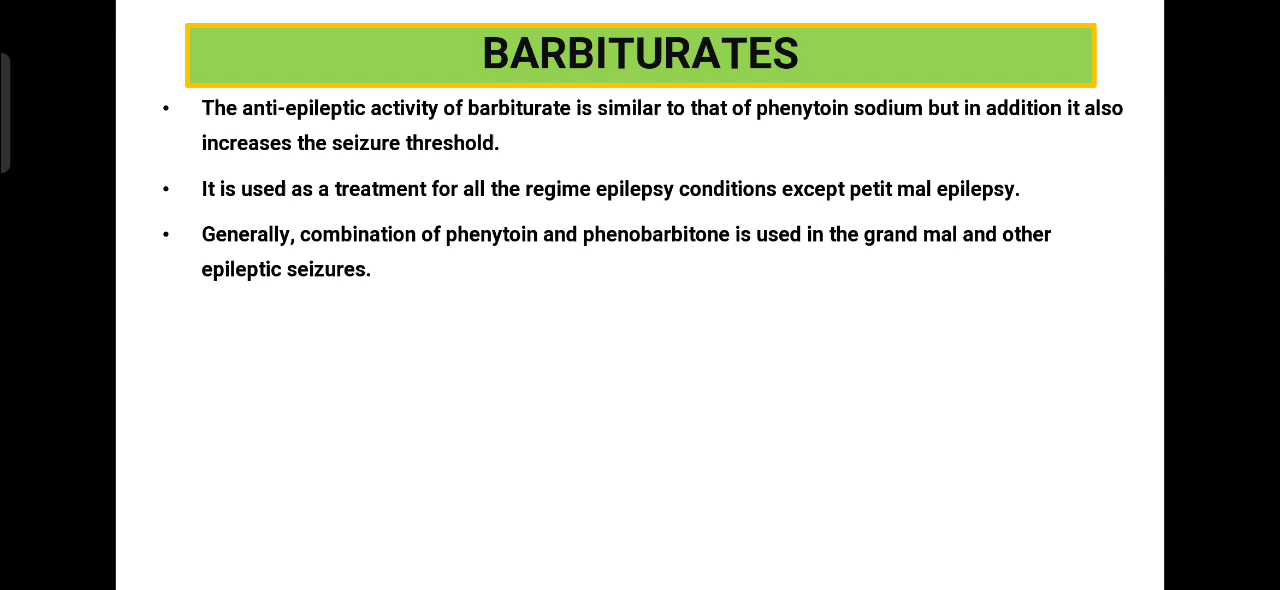 BARBITURATES
• The anti-epileptic activity of barbiturate is similar to that of phenytoin sodium but in addition it also
increases the seizure threshold.
• It is used as a treatment for all the regime epilepsy conditions except petit mal epilepsy.
• Generally, combination of phenytoin and phenobarbitone is used in the grand mal and other
epileptic seizures.